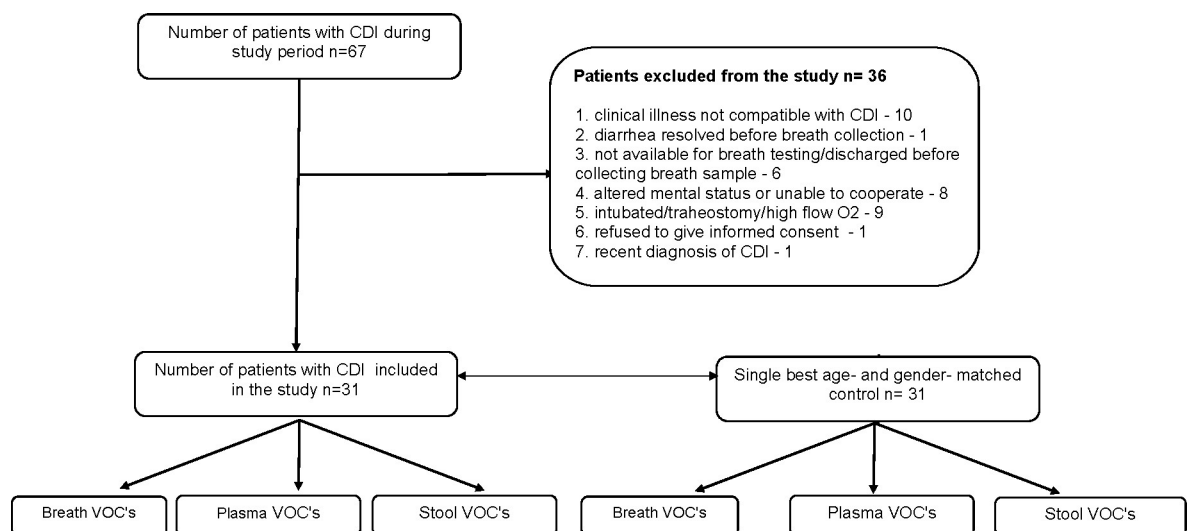 Number of patients with CDI during
study period n=67
Patients excluded from the study n= 36
1. clinical illness not compatible with CDI - 10
2. diarrhea resolved before breath collection - 1
3. not available for breath testing/discharged before
collecting breath sample - 6
4. altered mental status or unable to cooperate - 8
5. intubated/traheostomy/high flow O2 - 9
6. refused to give informed consent - 1
7. recent diagnosis of CDI - 1
Number of patients with CDI included
in the study n=31
Single best age- and gender- matched
control n= 31
Breath VOC's
Plasma VOC's
Stool VOC's
Breath VOC's
Plasma VOC's
Stool VOC's